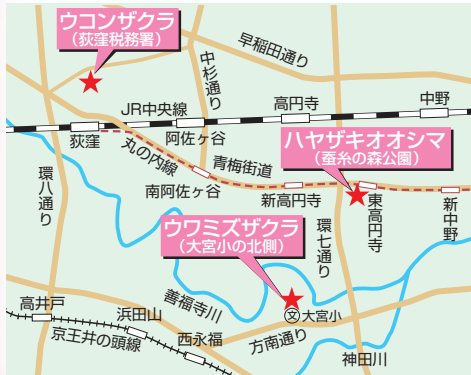 ウコンザクラ
(荻窪税務署)
早稲田通り
中杉通り
JR中央線
高円寺
中野
荻窪
阿佐ヶ谷
丸の内線
ハヤザキオオシマ
(蚕糸の森公園)
青梅街道
南阿佐ヶ谷
新高円寺
東高円寺
新中野
環八通り
ウワミズザクラ
(大宮小の北側)
環七通り
高井戸
浜田山
善福寺川
文
大宮小
京王井の頭線
西永福
方南通り
神田川